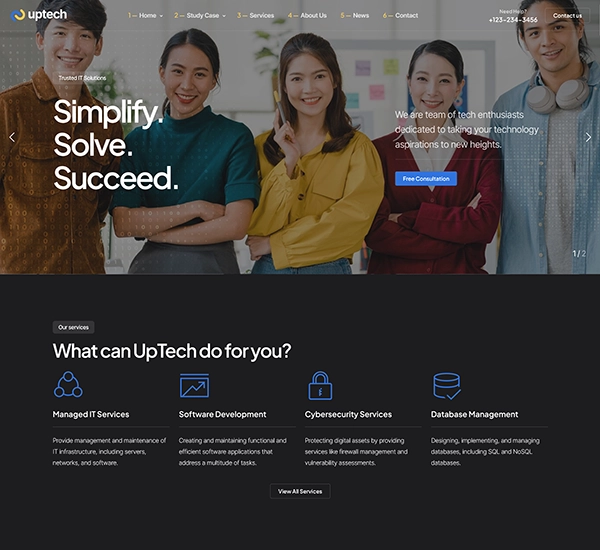 uptech
1 — Home
2 — Study Case
3 — Services
4 — About Us
5 — News
6 — Contact
Need Help?
+123-234-3456
Contact us
Trusted IT Solutions
Simplify.
Solve.
Succeed.
We are team of tech enthusiasts
dedicated to taking your technology
aspirations to new heights.
Free Consultation
1 / 2
Our services
What can UpTech do for you?
Managed IT Services
Provide management and maintenance of
IT infrastructure, including servers,
networks, and software.
Software Development
Creating and maintaining functional and
efficient software applications that
address a multitude of tasks.
Cybersecurity Services
Protecting digital assets by providing
services like firewall management and
vulnerability assessments.
Database Management
Designing, implementing, and managing
databases, including SQL and NoSQL
databases.
View All Services